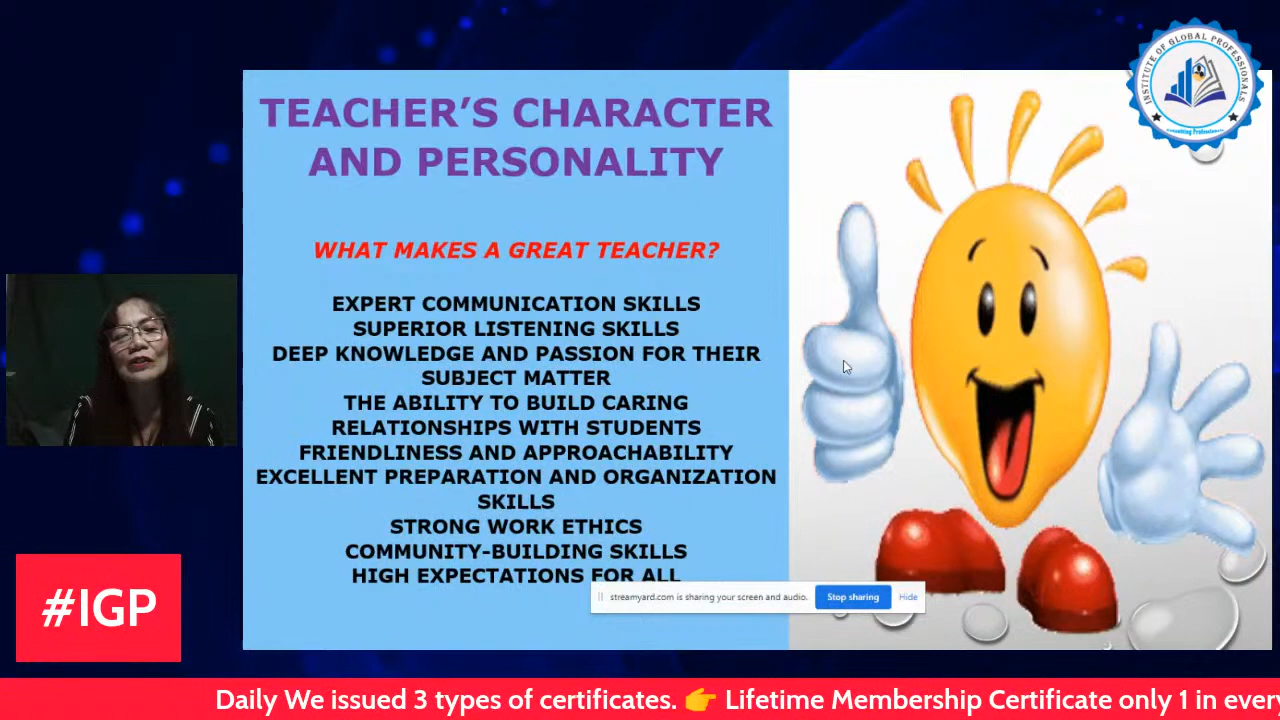 INSTITUTE OF GLOBAL PROFESSIONALS
TEACHER'S CHARACTER
AND PERSONALITY
WHAT MAKES A GREAT TEACHER?
EXPERT COMMUNICATION SKILLS
SUPERIOR LISTENING SKILLS
DEEP KNOWLEDGE AND PASSION FOR THEIR
SUBJECT MATTER
THE ABILITY TO BUILD CARING
RELATIONSHIPS WITH STUDENTS
FRIENDLINESS AND APPROACHABILITY
EXCELLENT PREPARATION AND ORGANIZATION
SKILLS
STRONG WORK ETHICS
COMMUNITY-BUILDING SKILLS
HIGH EXPECTATIONS FOR ALL
streamyard.com is sharing your screen and audio.
Stop sharing
Hide
#IGP
Daily We issued 3 types of certificates. 👉 Lifetime Membership Certificate only 1 in every